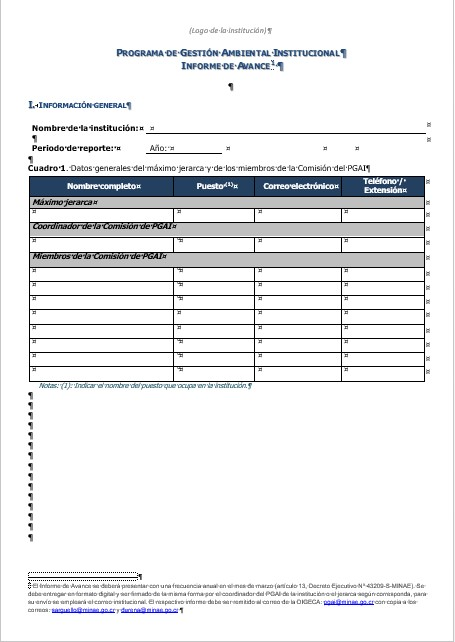 (Logo de la institución)
PROGRAMA DE GESTIÓN AMBIENTAL INSTITUCIONAL
INFORME DE AVANCE1
I. INFORMACIÓN GENERAL
Nombre de la institución:
Periodo de reporte: Año:
Cuadro 1. Datos generales del máximo jerarca y de los miembros de la Comisión del PGAI
Nombre completo Puesto(1) Correo electrónico Teléfono / Extensión
Máximo jerarca
Coordinador de la Comisión de PGAI
Miembros de la Comisión de PGAI
Notas: (1): Indicar el nombre del puesto que ocupa en la institución.
1 El Informe de Avance se deberá presentar con una frecuencia anual en el mes de marzo (artículo 13, Decreto Ejecutivo N° 43209-S-MINAE). Se
debe entregar en formato digital y ser firmado de la misma forma por el coordinador del PGAI de la institución o el jerarca según corresponda, para
su envío se empleará el correo institucional. El respectivo informe debe ser remitido al correo de la DIGECA: pgai@minae.go.cr con copia a los
correos: sarguello@minae.go.cr y